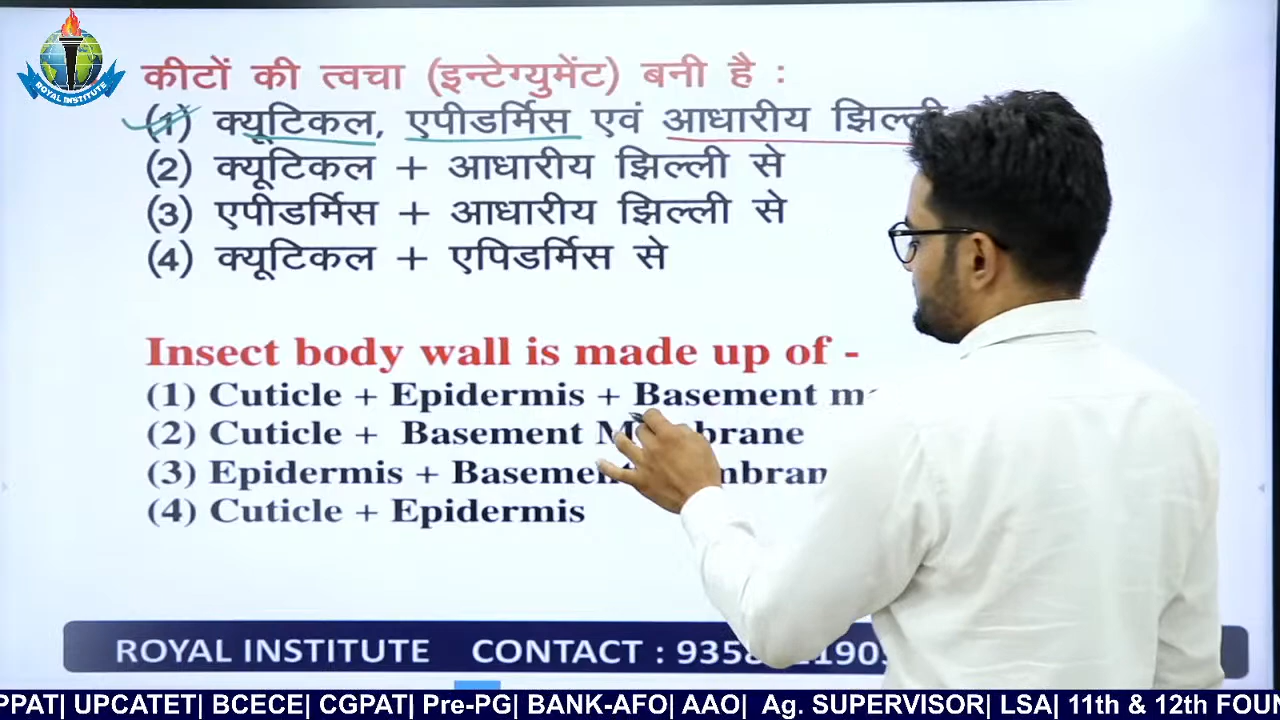 ROYAL INSTITUTE
कीटों की त्वचा (इन्टेग्युमेंट) बनी है :
(1) क्यूटिकल, एपीडर्मिस एवं आधारीय
(2) क्यूटिकल + आधारीय झिल्ली से
(3) एपीडर्मिस + आधारीय झिल्ली से
(4) क्यूटिकल + एपिडर्मिस से
Insect body wall is made up of -
(1) Cuticle + Epidermis + Basement
(2) Cuticle + Basement
(3) Epidermis +
(4) Cuticle + Epidermis
ROYAL INSTITUTE CONTACT :
PPAT| UPCATET| BCECE| CGPAT| Pre-PG| BANK-AFO| AAO| Ag. SUPERVISOR| LSA| 11th & 12th